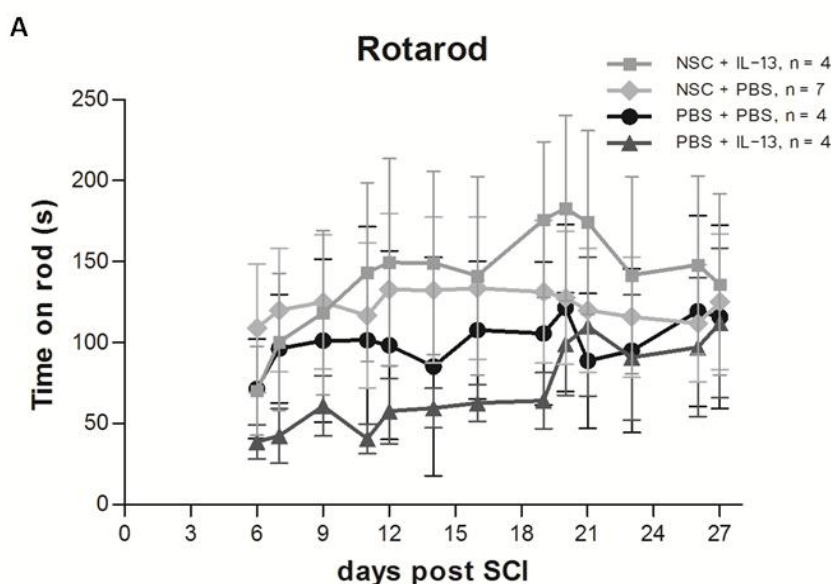 A
Rotarod
NSC + IL-13, n = 4
NSC + PBS, n = 7
PBS + PBS, n = 4
PBS + IL-13, n = 4
Time on rod (s)
250
200
150
100
50
0
0 3 6 9 12 15 18 21 24 27
days post SCI